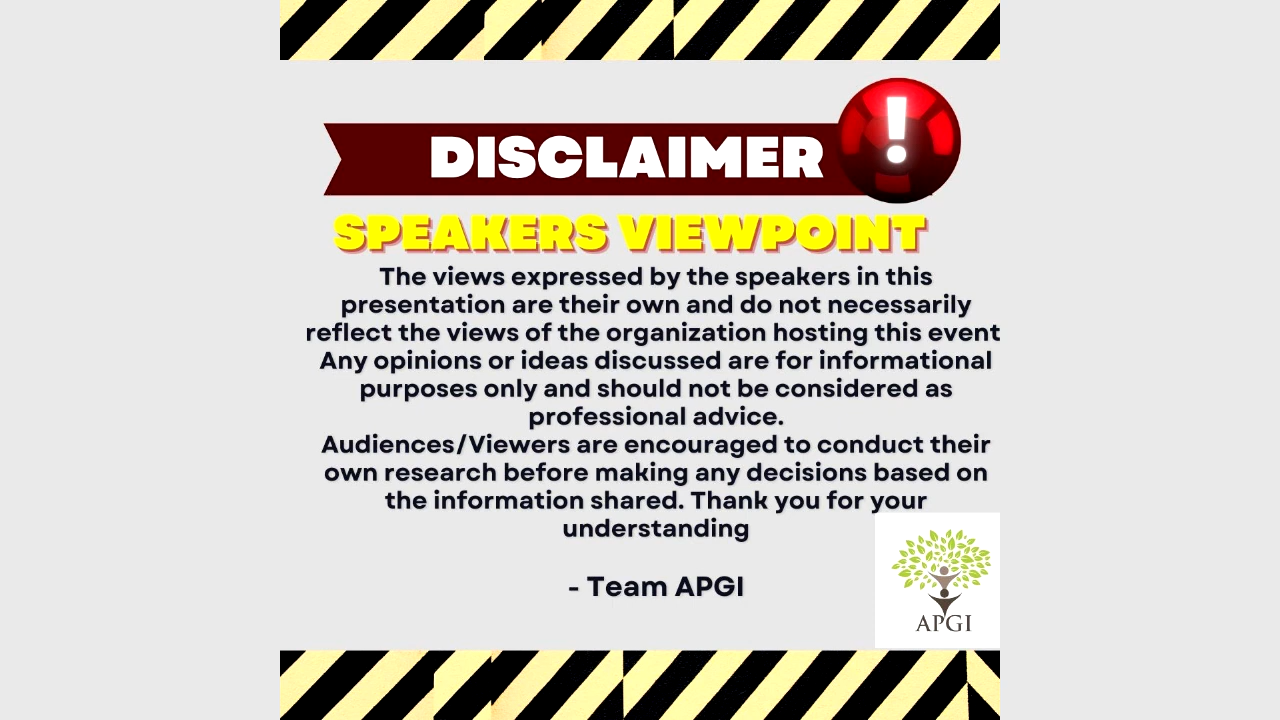 DISCLAIMER
SPEAKERS VIEWPOINT
The views expressed by the speakers in this
presentation are their own and do not necessarily
reflect the views of the organization hosting this event
Any opinions or ideas discussed are for informational
purposes only and should not be considered as
professional advice.
Audiences/Viewers are encouraged to conduct their
own research before making any decisions based on
the information shared. Thank you for your
understanding
- Team APGI
APGI